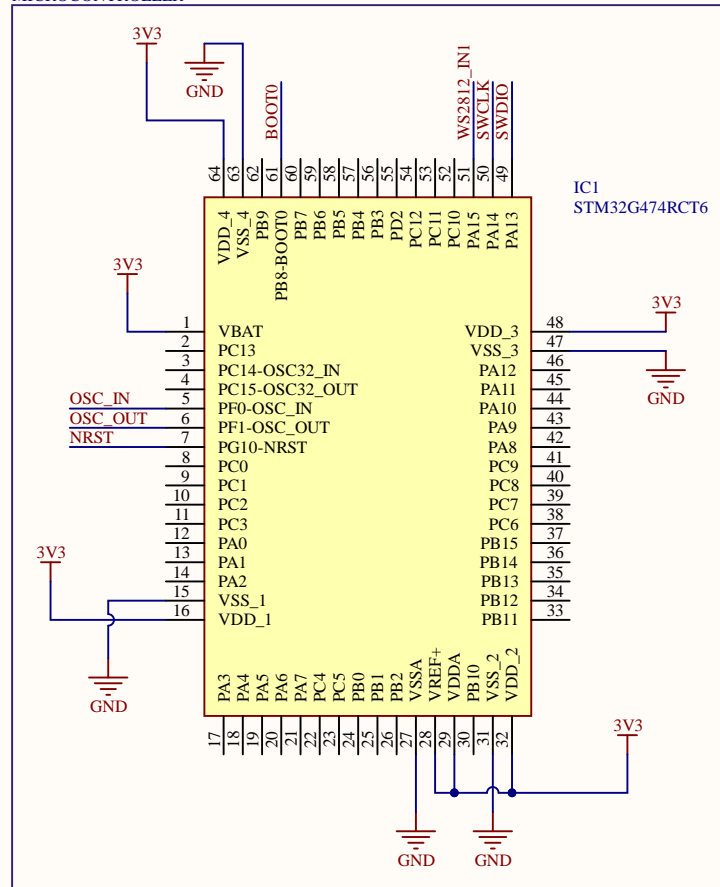 MICROCONTROLLER
3V3
GND
BOOT0
WS2812_IN1
SWCLK
SWDIO
64
63
62
61
60
59
58
57
56
55
54
53
52
51
50
49
VDD_4
VSS_4
PB9
PB8-BOOT0
PB7
PB6
PB5
PB4
PB3
PD2
PC12
PC11
PC10
PA15
PA14
PA13
IC1
STM32G474RCT6
3V3
1 VBAT
2 PC13
3 PC14-OSC32_IN
4 PC15-OSC32_OUT
OSC_IN 5 PF0-OSC_IN
OSC_OUT 6 PF1-OSC_OUT
NRST 7 PG10-NRST
8 PC0
9 PC1
10 PC2
11 PC3
12 PA0
13 PA1
14 PA2
15 VSS_1
16 VDD_1
3V3
GND
VDD_3 48
VSS_3 47
PA12 46
PA11 45
PA10 44
PA9 43
PA8 42
PC9 41
PC8 40
PC7 39
PC6 38
PB15 37
PB14 36
PB13 35
PB12 34
PB11 33
3V3
GND
PA3
PA4
PA5
PA6
PA7
PC4
PC5
PB0
PB1
PB2
VSSA
VREF+
VDDA
PB10
VSS_2
VDD_2
17
18
19
20
21
22
23
24
25
26
27
28
29
30
31
32
3V3
GND
GND